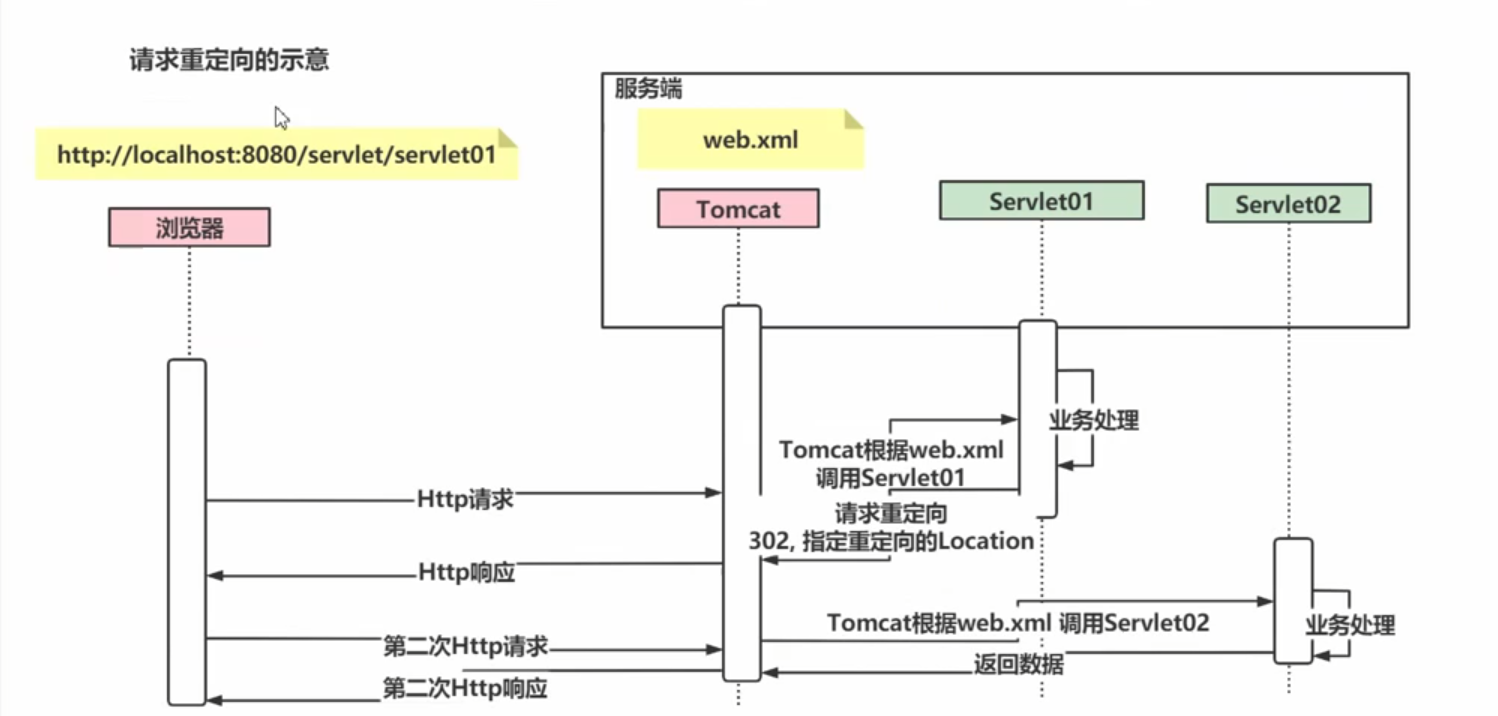 请求重定向的示意
http://localhost:8080/servlet/servlet01
浏览器
服务端
web.xml
Tomcat
Servlet01
Servlet02
业务处理
Tomcat根据web.xml
调用Servlet01
Http请求
请求重定向
302, 指定重定向的Location
Http响应
Tomcat根据web.xml 调用Servlet02
业务处理
第二次Http请求
返回数据
第二次Http响应